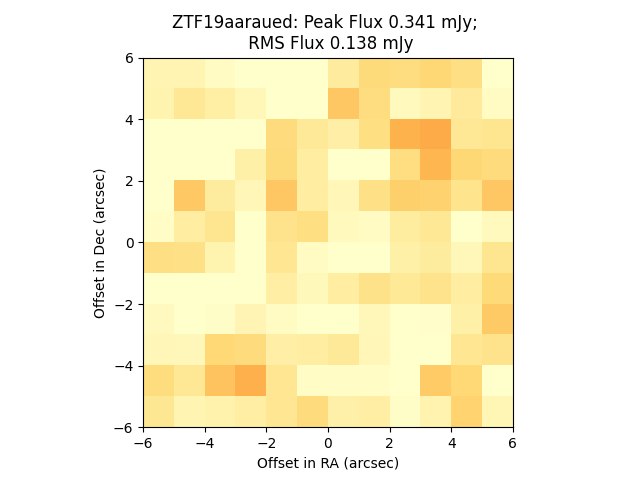 ZTF19aaraued: Peak Flux 0.341 mJy;
RMS Flux 0.138 mJy
6
4
2
0
−2
−4
−6
Offset in Dec (arcsec)
−6 −4 −2 0 2 4 6
Offset in RA (arcsec)